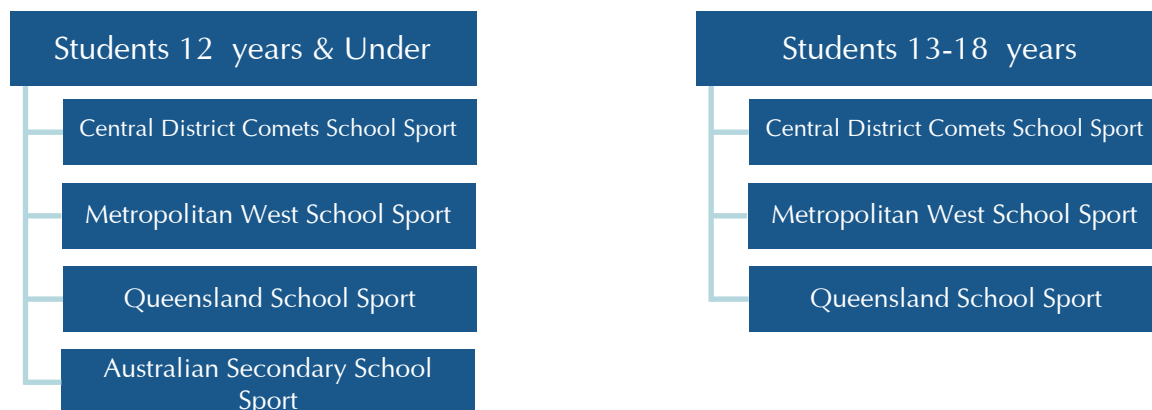 Students 12 years & Under
Central District Comets School Sport
Metropolitan West School Sport
Queensland School Sport
Australian Secondary School
Sport
Students 13-18 years
Central District Comets School Sport
Metropolitan West School Sport
Queensland School Sport